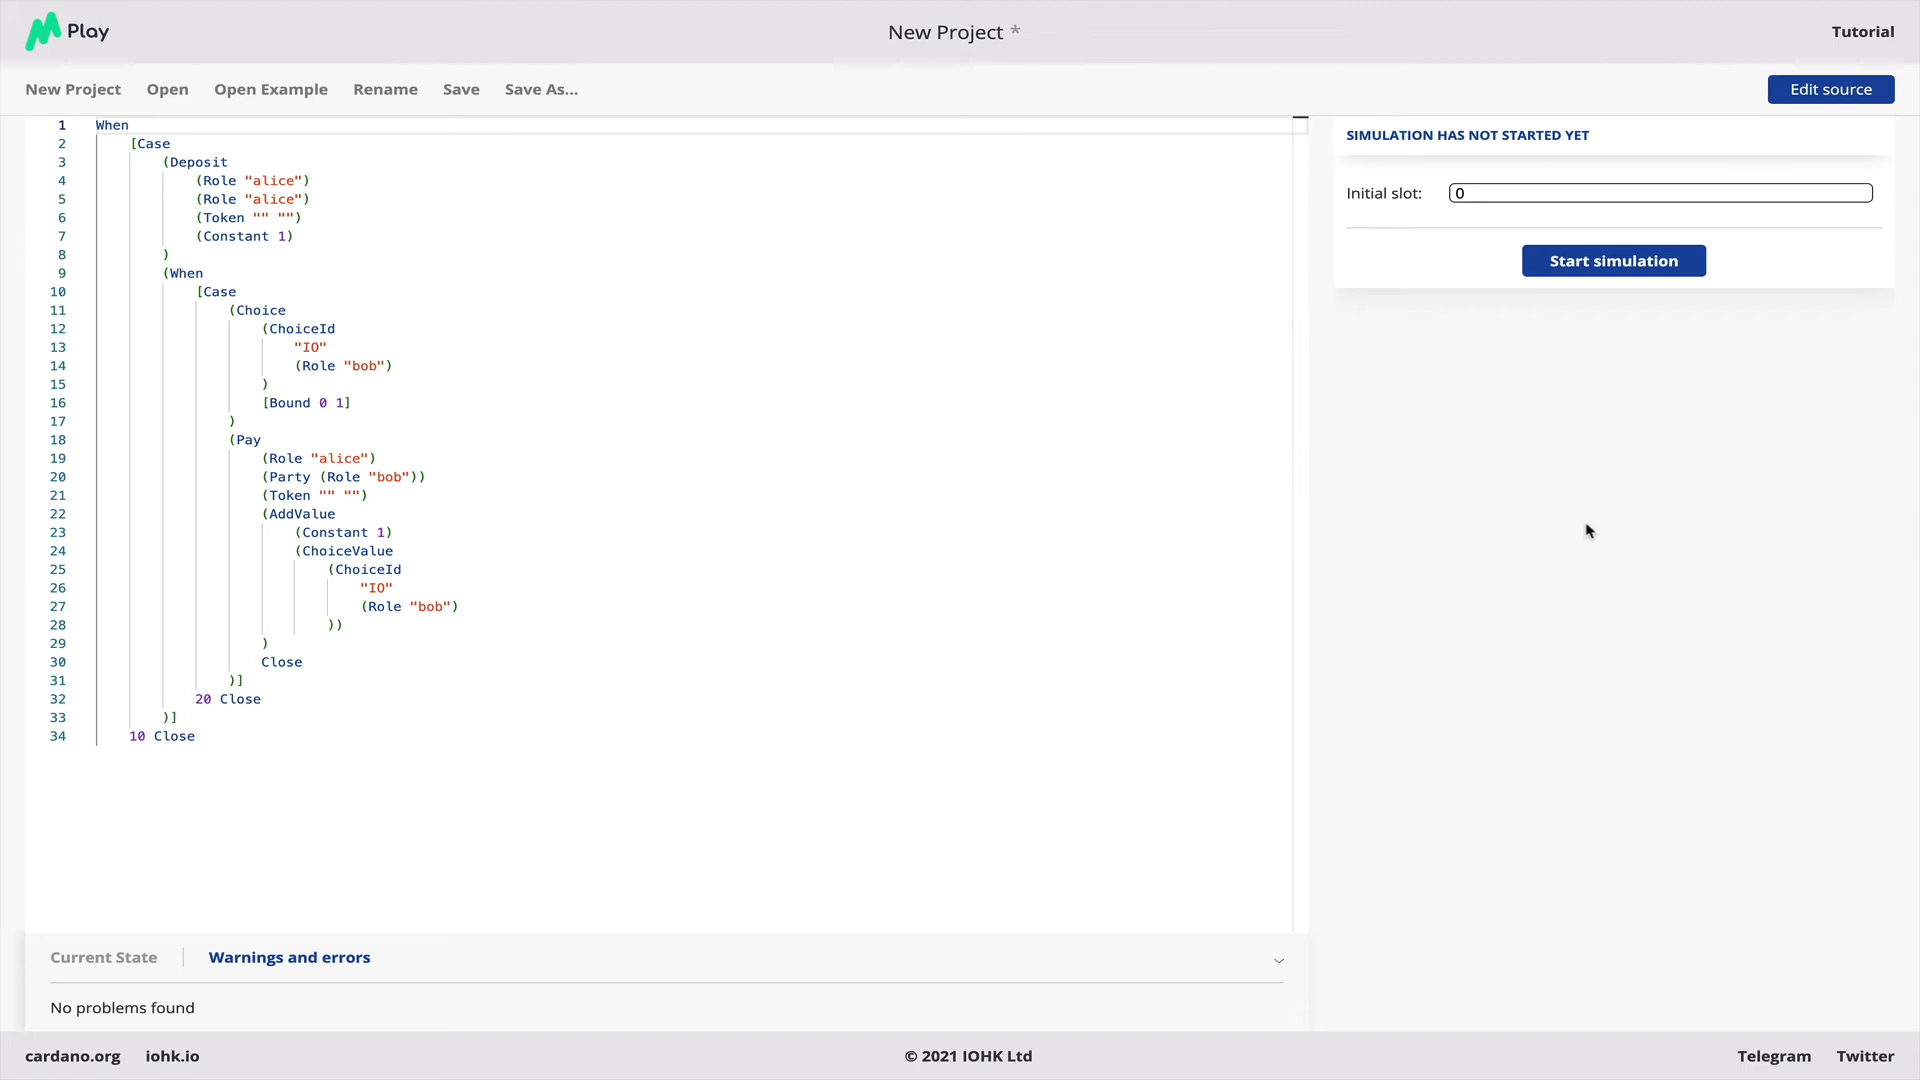 Play
New Project *
Tutorial
New Project Open Open Example Rename Save Save As...
Edit source
1 When
2 [Case
3 (Deposit
4 (Role "alice")
5 (Role "alice")
6 (Token "" "")
7 (Constant 1)
8 )
9 (When
10 [Case
11 (Choice
12 (ChoiceId
13 "IO"
14 (Role "bob")
15 )
16 [Bound 0 1]
17 )
18 (Pay
19 (Role "alice")
20 (Party (Role "bob"))
21 (Token "" "")
22 (AddValue
23 (Constant 1)
24 (ChoiceValue
25 (ChoiceId
26 "IO"
27 (Role "bob")
28 ))
29 )
30 Close
31 )]
32 20 Close
33 )]
34 10 Close
SIMULATION HAS NOT STARTED YET
Initial slot: 0
Start simulation
Current State
Warnings and errors
No problems found
cardano.org iohk.io
© 2021 IOHK Ltd
Telegram Twitter